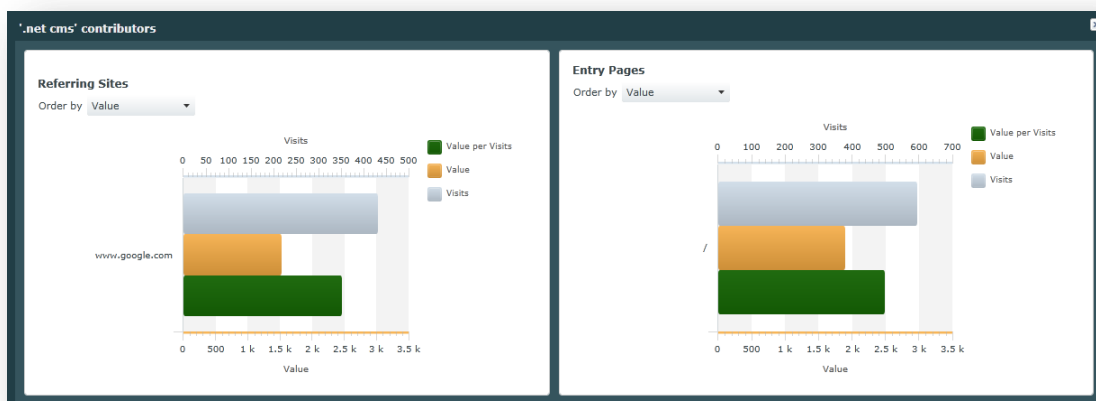 '.net cms' contributors
x
Referring Sites
Order by Value
Visits
0 50 100 150 200 250 300 350 400 450 500
Value per Visits
Value
Visits
www.google.com
0 500 1 k 1.5 k 2 k 2.5 k 3 k 3.5 k
Value
Entry Pages
Order by Value
Visits
0 100 200 300 400 500 600 700
Value per Visits
Value
Visits
/
0 500 1 k 1.5 k 2 k 2.5 k 3 k 3.5 k
Value